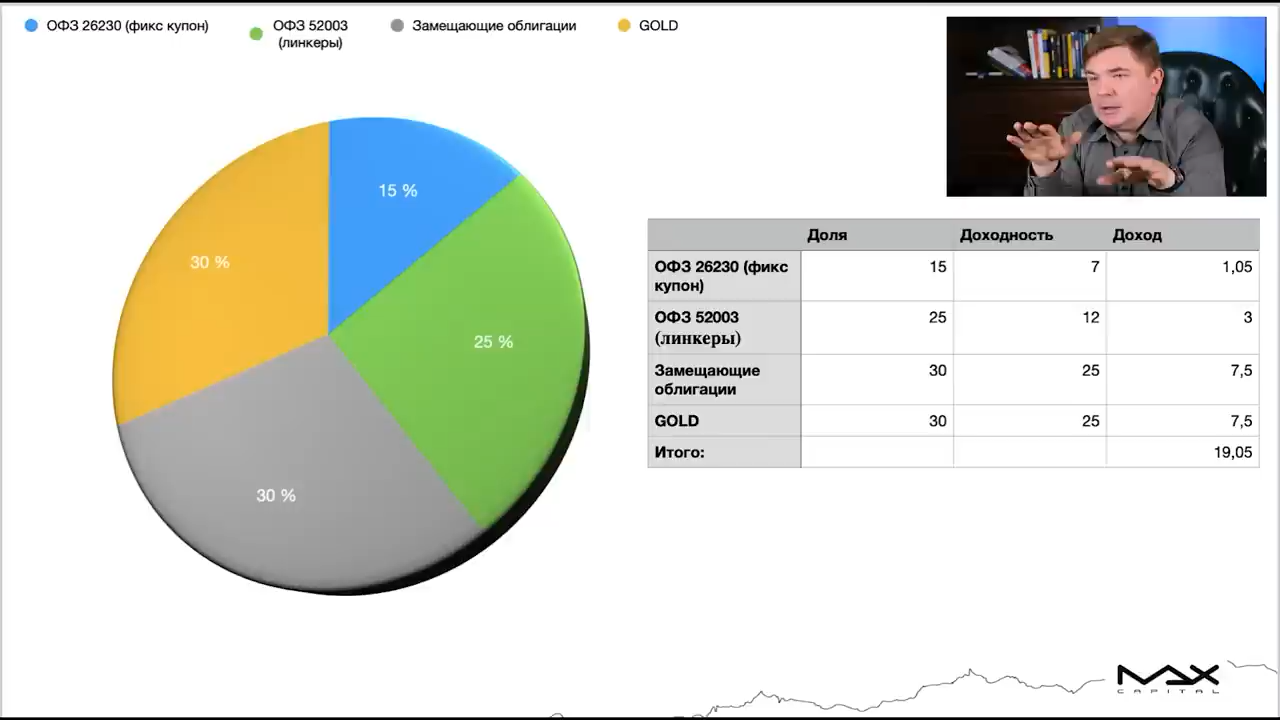 ОФЗ 26230 (фикс купон)
ОФЗ 52003
(линкеры)
Замещающие облигации
GOLD
15 %
30 %
25 %
30 %
Доля Доходность Доход
ОФЗ 26230 (фикс
купон) 15 7 1,05
ОФЗ 52003
(линкеры) 25 12 3
Замещающие
облигации 30 25 7,5
GOLD 30 25 7,5
Итого: 19,05
MAX
CAPITAL